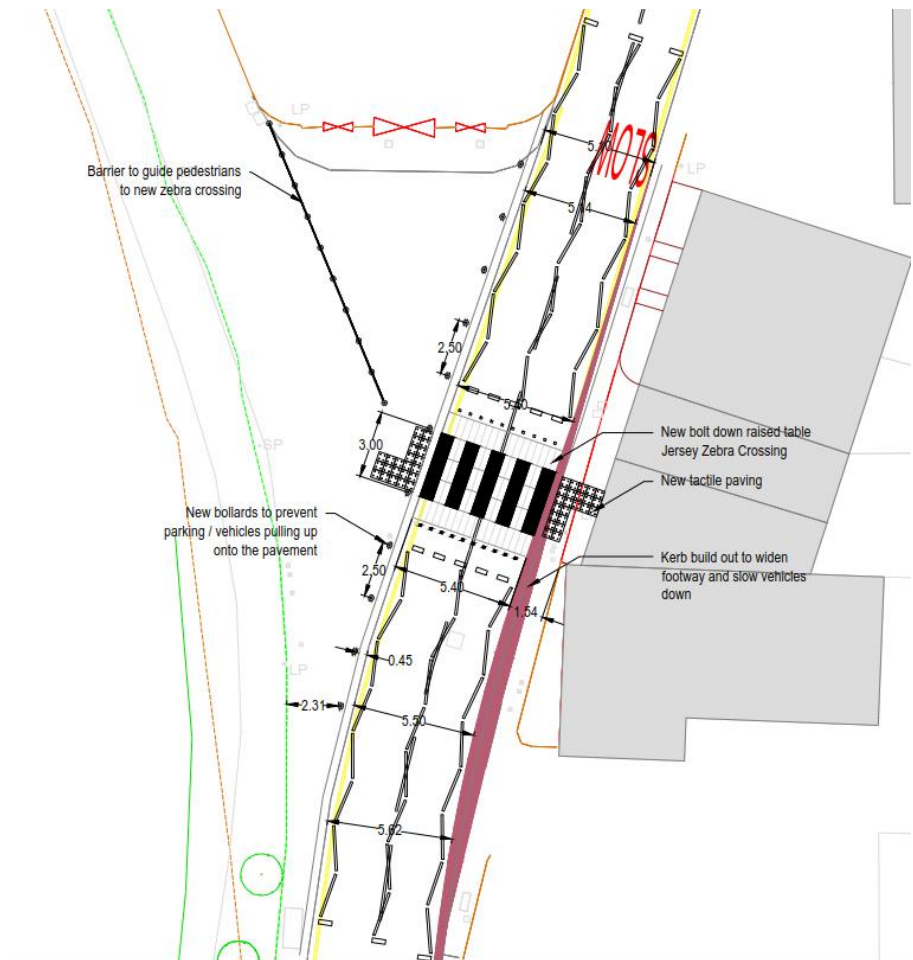 LP
5.10
SLOW
LP
Barrier to guide pedestrians
to new zebra crossing
5.14
2.50
5.40
3.00
SP
New bolt down raised table
Jersey Zebra Crossing
New tactile paving
New bollards to prevent
parking / vehicles pulling up
onto the pavement
Kerb build out to widen
footway and slow vehicles
down
2.50
5.40
1.54
0.45
LP
2.31
5.50
5.62